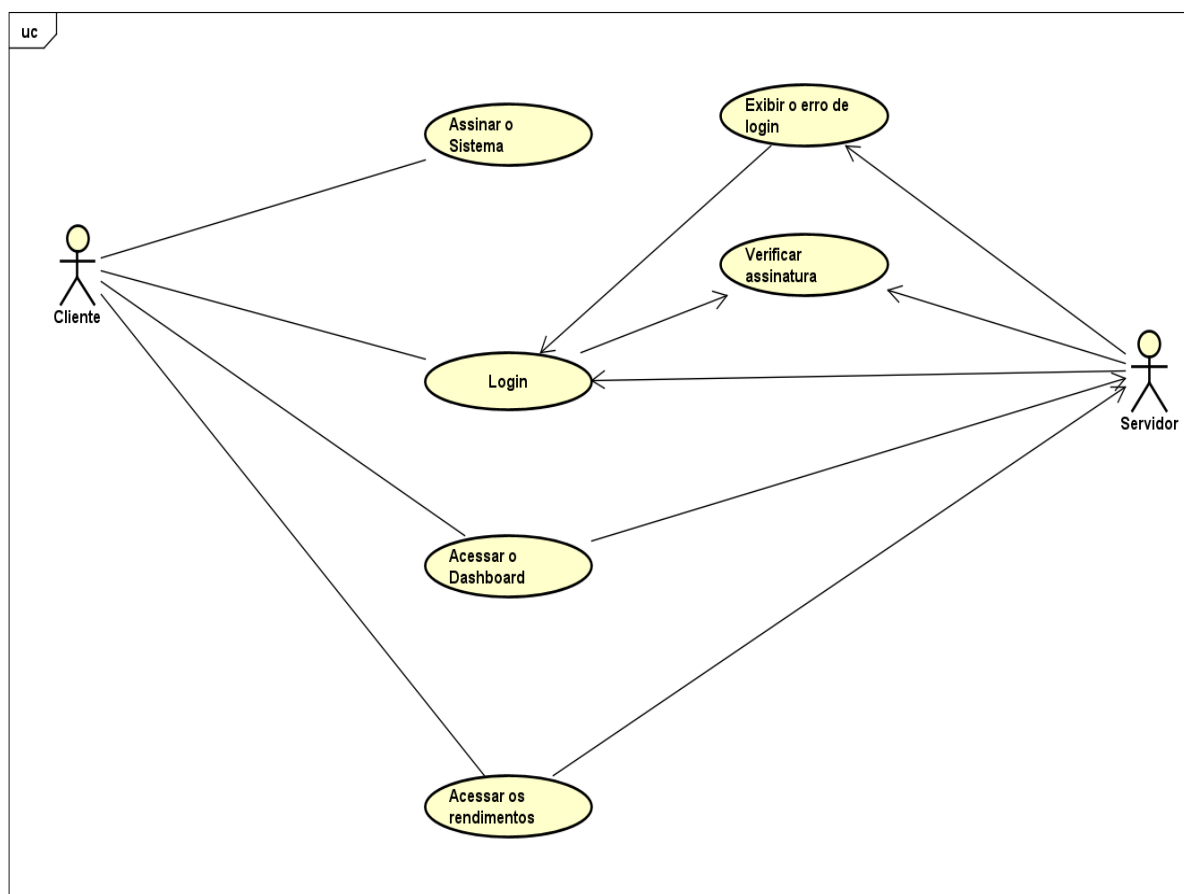 uc
Assinar o
Sistema
Exibir o erro de
login
Verificar
assinatura
Cliente
Login
Servidor
Acessar o
Dashboard
Acessar os
rendimentos